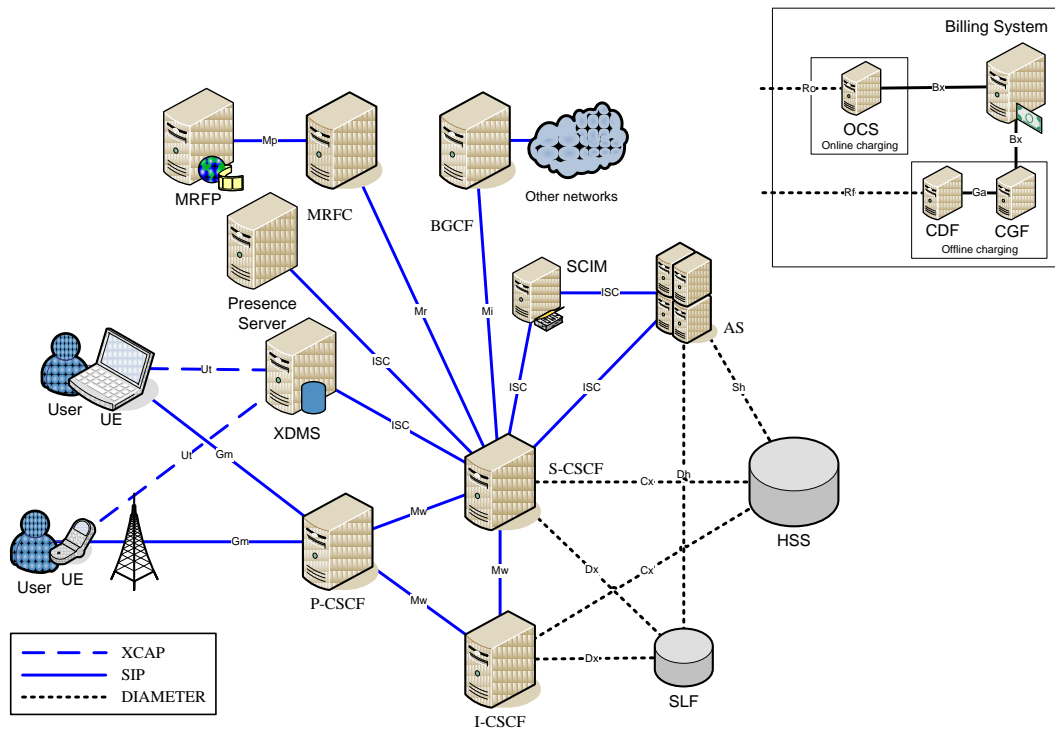 Billing System
Ro
Bx
OCS
Online charging
Bx
Rf
Ga
CDF
CGF
Offline charging
Mp
MRFP
MRFC
BGCF
Other networks
SCIM
ISC
AS
Presence
Server
Mr
Mi
ISC
ISC
ISC
Sh
User
UE
Ut
XDMS
ISC
Ut
Gm
S-CSCF
Cx
Dh
HSS
Mw
User
UE
Gm
P-CSCF
Mw
Mw
Dx
Cx
Dx
SLF
I-CSCF
XCAP
SIP
DIAMETER